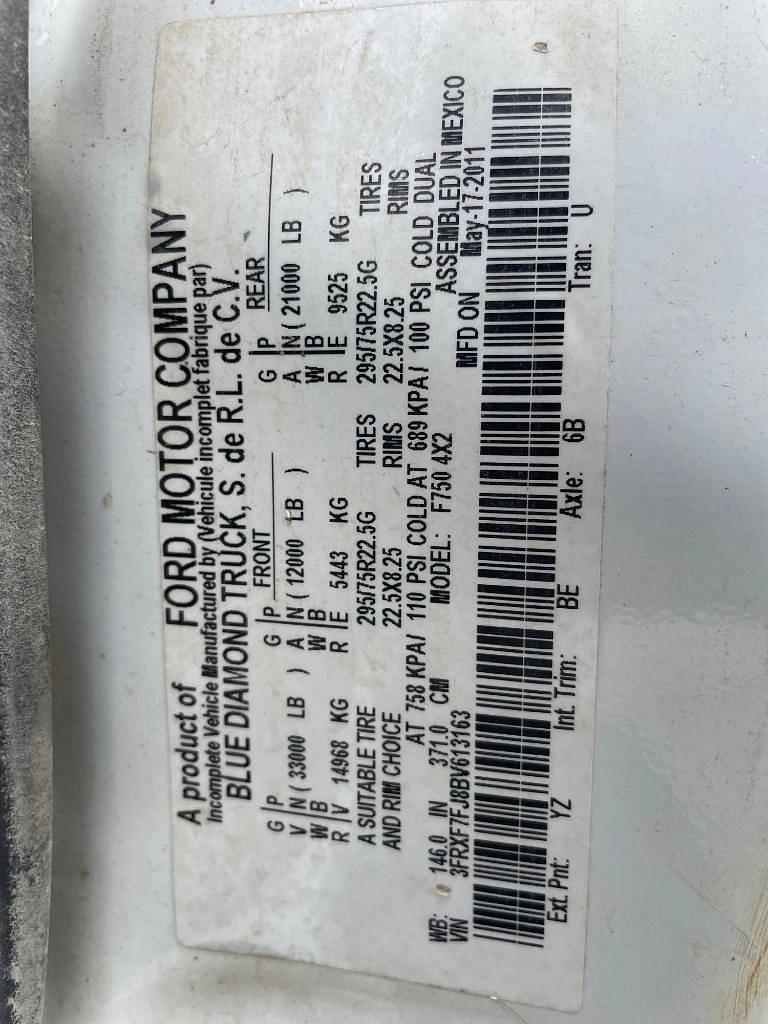 A product of FORD MOTOR COMPANY
Incomplete Vehicle Manufactured by (Vehicule incomplet fabrique par)
BLUE DIAMOND TRUCK, S. de R.L. de C.V.
FRONT REAR
G P G P G P
V N ( 33000 LB ) A N ( 12000 LB ) A N ( 21000 LB )
W B W B W B
R V 14968 KG R E 5443 KG R E 9525 KG
A SUITABLE TIRE 295/75R22.5G TIRES 295/75R22.5G TIRES
AND RIM CHOICE 22.5X8.25 RIMS 22.5X8.25 RIMS
AT 758 KPA/ 110 PSI COLD AT 689 KPA/ 100 PSI COLD DUAL
WB: 146.0 IN 371.0 CM MODEL: F750 4X2 ASSEMBLED IN MEXICO
VIN 3FRXF7FJ8BV613163 MFD ON May-17-2011
Ext. Pnt: YZ Int. Trim: BE Axle: 6B Tran: U